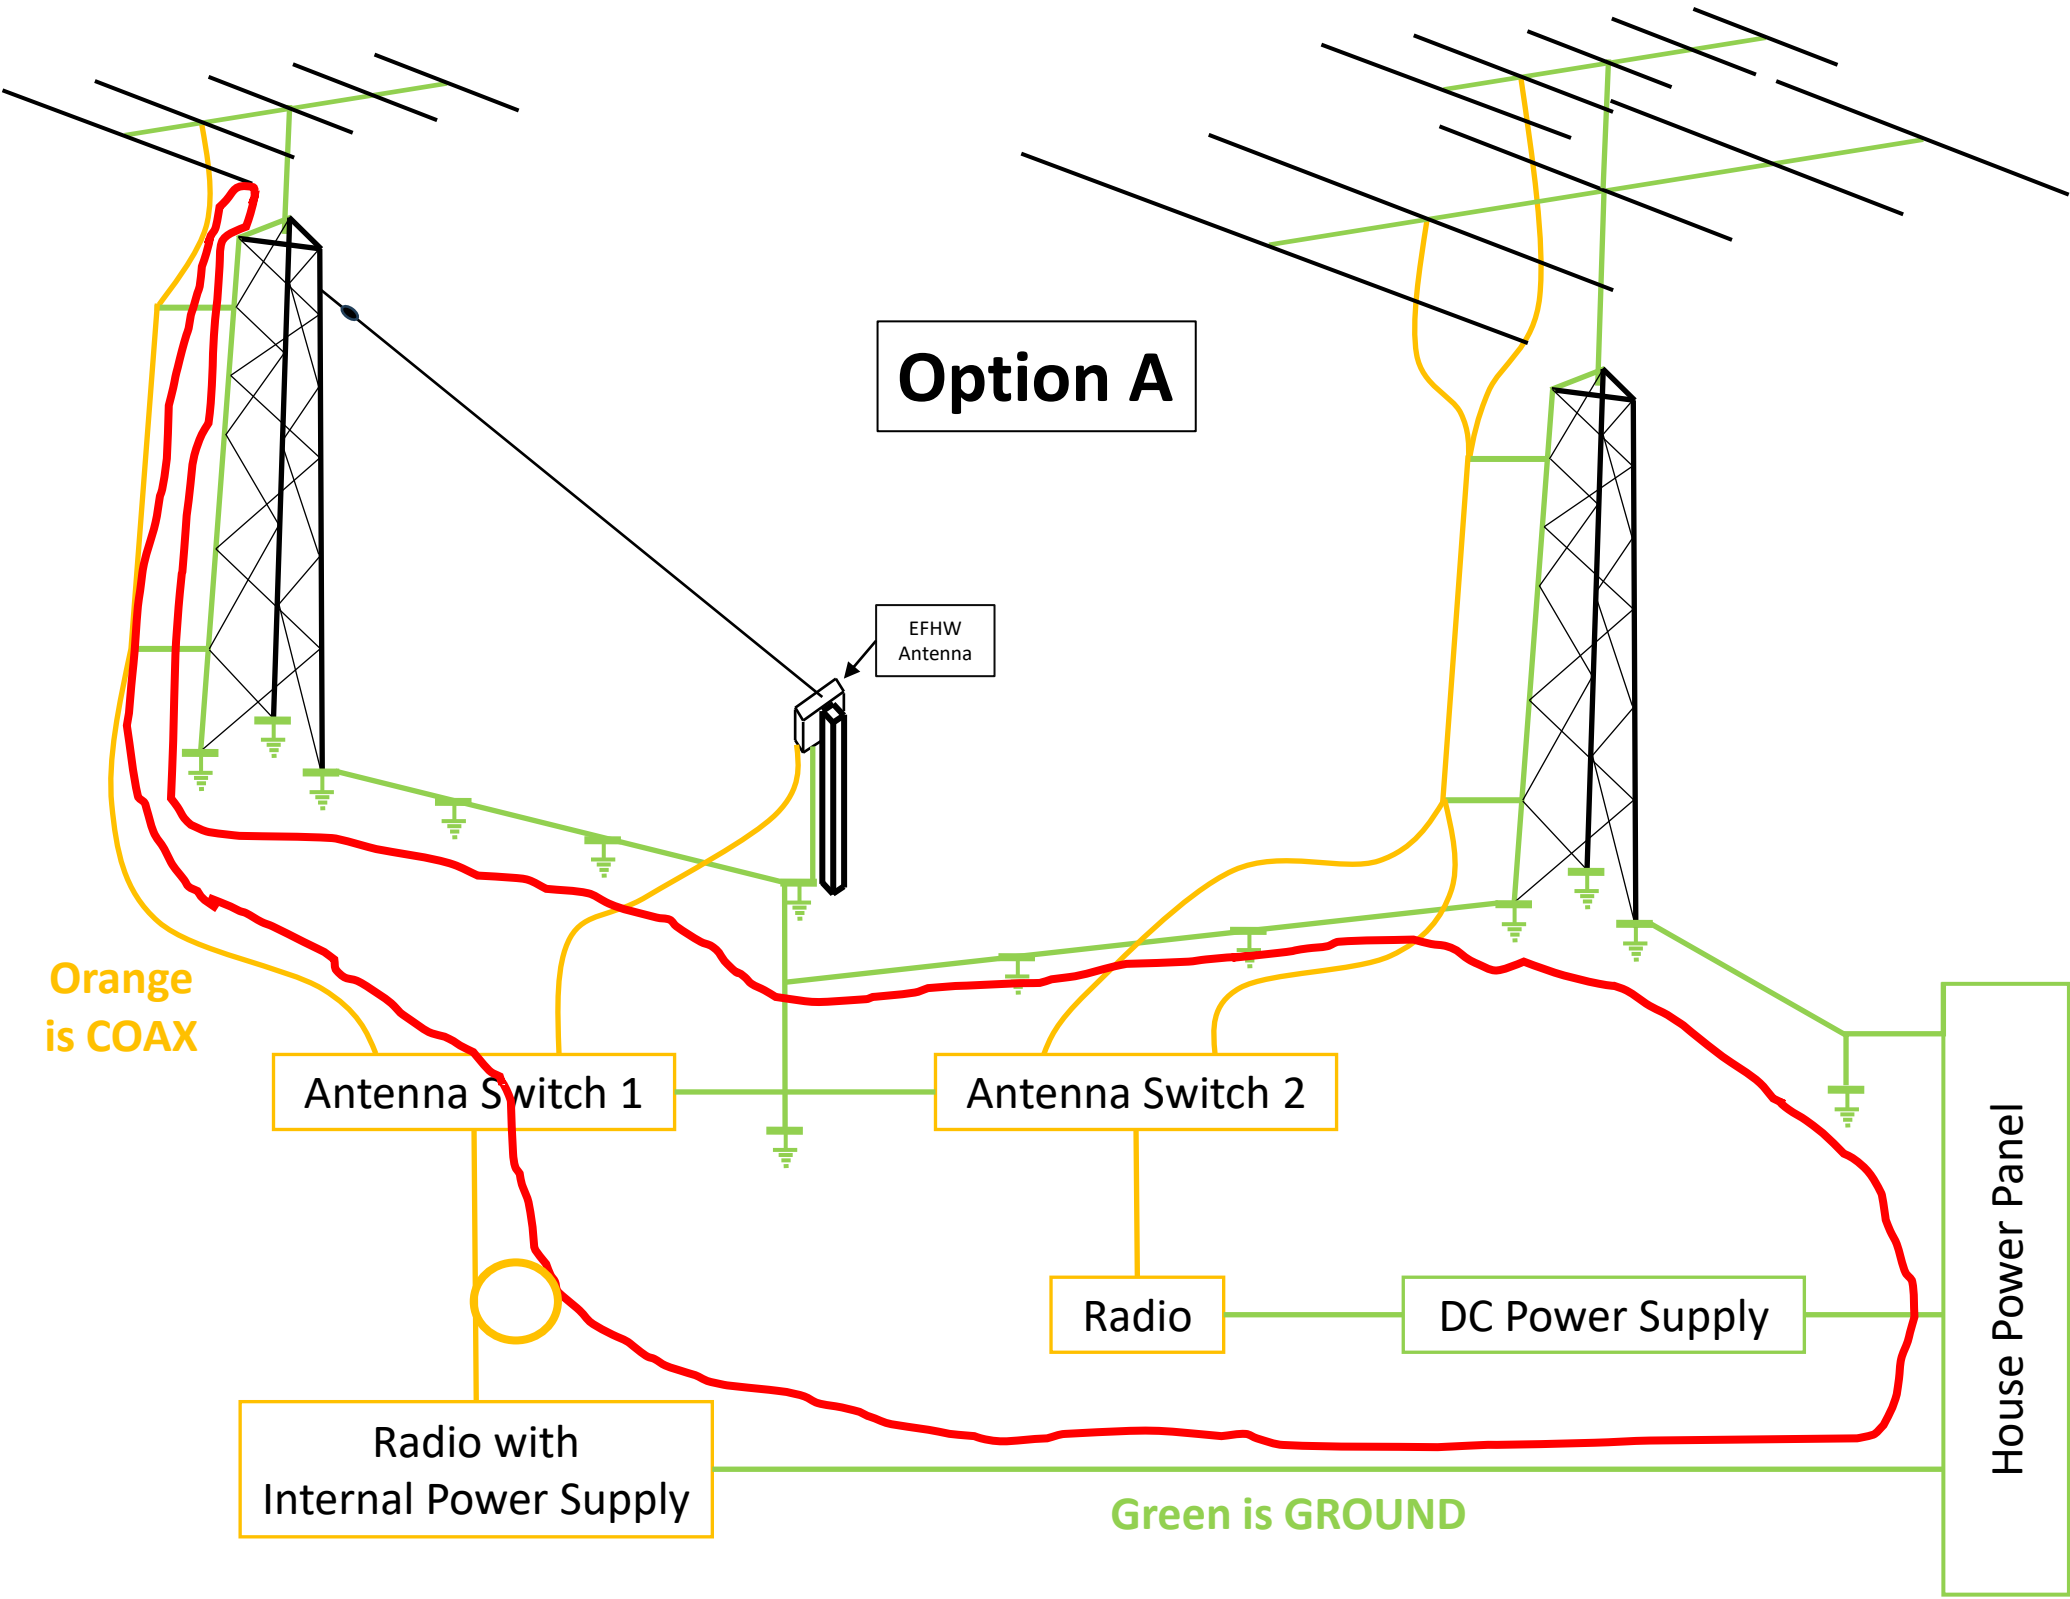 Option A
EFHW
Antenna
Orange
is COAX
Antenna Switch 1
Antenna Switch 2
House Power Panel
Radio
DC Power Supply
Radio with
Internal Power Supply
Green is GROUND